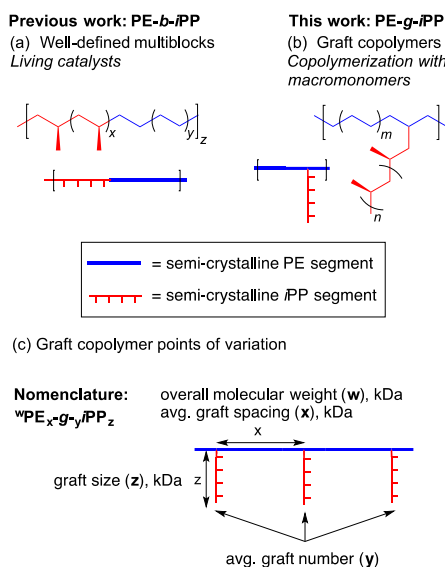 Previous work: PE-b-iPP
(a) Well-defined multiblocks
Living catalysts
x
y
z
This work: PE-g-iPP
(b) Graft copolymers
Copolymerization with
macromonomers
m
n
= semi-crystalline PE segment
= semi-crystalline iPP segment
(c) Graft copolymer points of variation
Nomenclature:
wPEx-g-yiPPz
overall molecular weight (w), kDa
avg. graft spacing (x), kDa
x
graft size (z), kDa
z
avg. graft number (y)